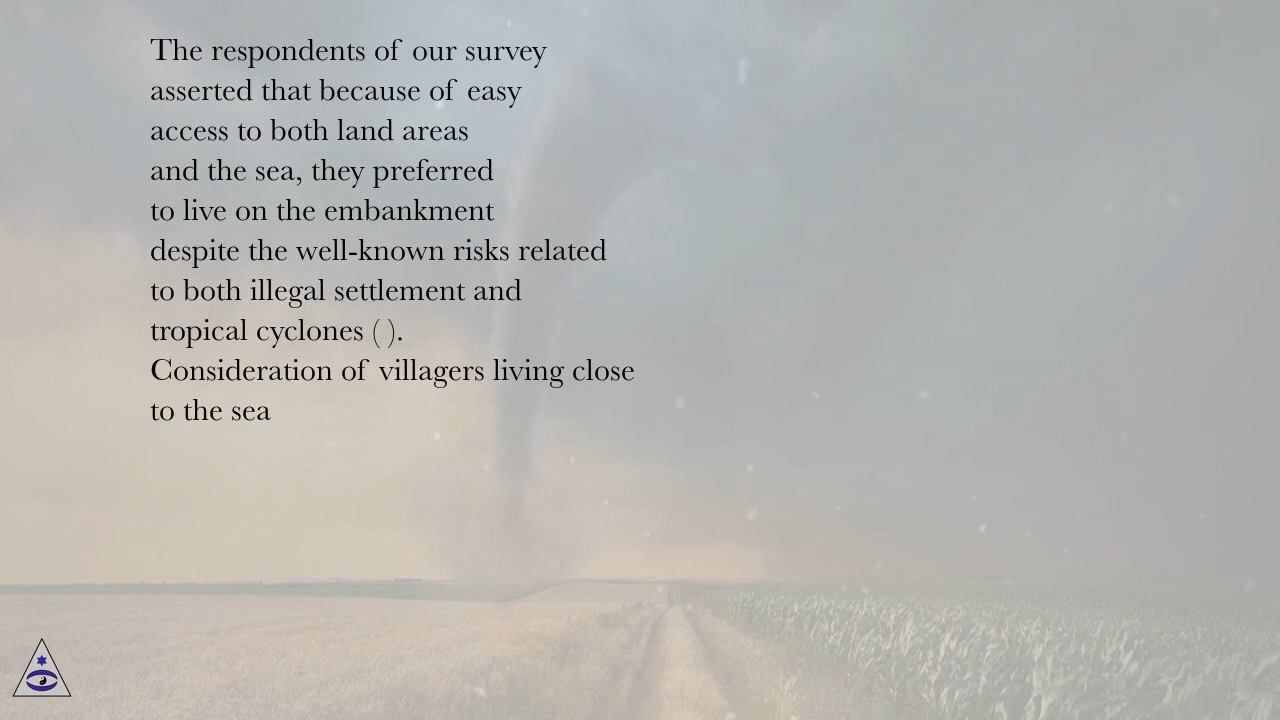 The respondents of our survey
asserted that because of easy
access to both land areas
and the sea, they preferred
to live on the embankment
despite the well-known risks related
to both illegal settlement and
tropical cyclones ( ).
Consideration of villagers living close
to the sea